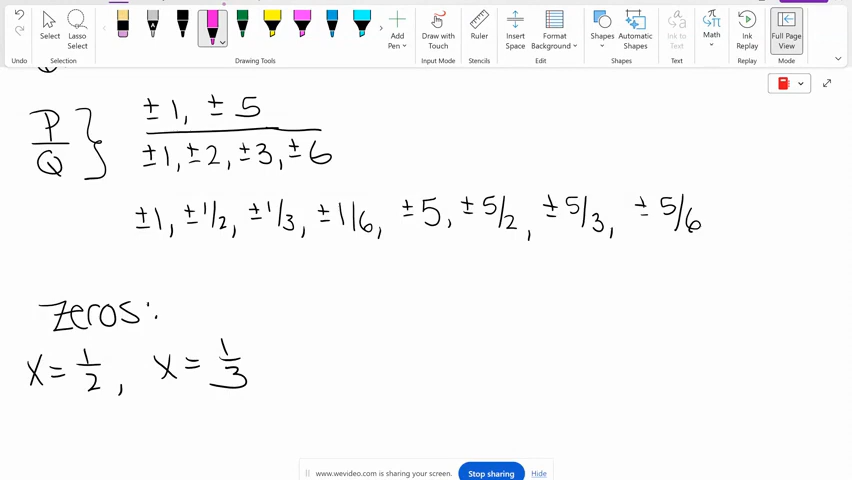 Undo
Select
Lasso Select
Selection
Drawing Tools
Add Pen
Draw with Touch
Input Mode
Ruler
Stencils
Insert Space
Format Background
Edit
Shapes
Automatic Shapes
Shapes
Ink to Text
Text
Math
Ink Replay
Replay
Full Page View
Mode
P/Q } ±1, ± 5
±1, ±2, ±3, ±6
±1, ±1/2, ±1/3, ±1/6, ±5, ±5/2, ±5/3, ±5/6
Zeros:
x = 1/2, x = 1/3
www.wevideo.com is sharing your screen.
Stop sharing
Hide